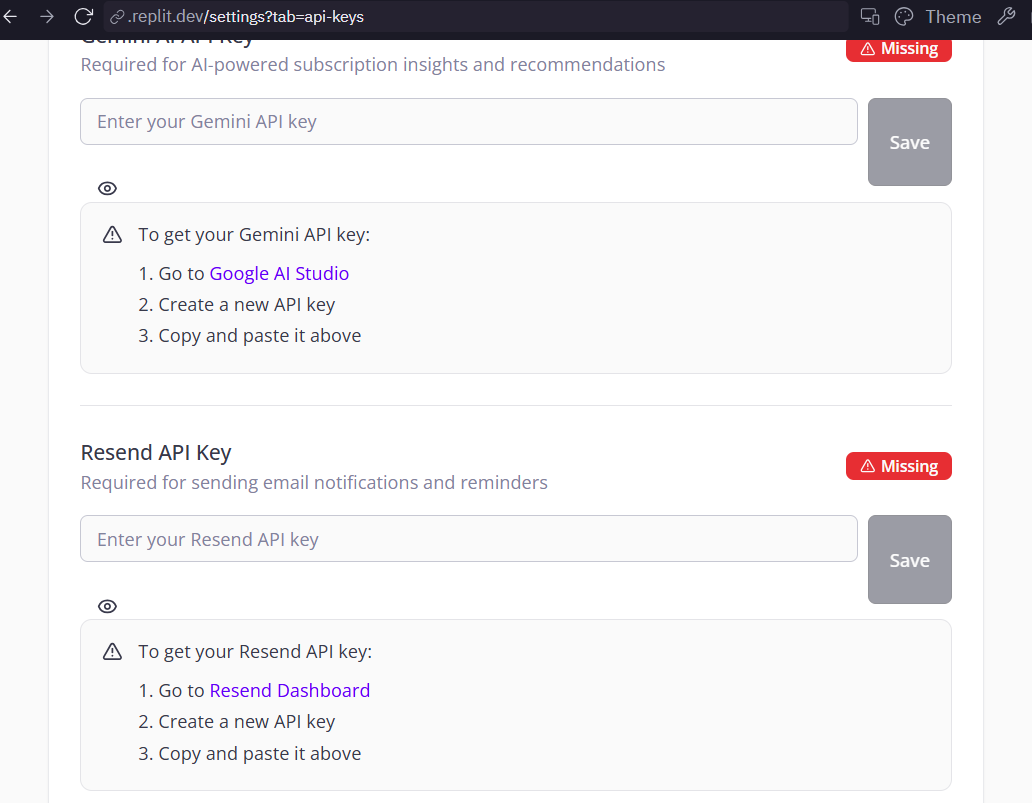 .replit.dev/settings?tab=api-keys
Theme
Gemini AI API Key
Missing
Required for AI-powered subscription insights and recommendations
Enter your Gemini API key
Save
To get your Gemini API key:
1. Go to Google AI Studio
2. Create a new API key
3. Copy and paste it above
Resend API Key
Missing
Required for sending email notifications and reminders
Enter your Resend API key
Save
To get your Resend API key:
1. Go to Resend Dashboard
2. Create a new API key
3. Copy and paste it above